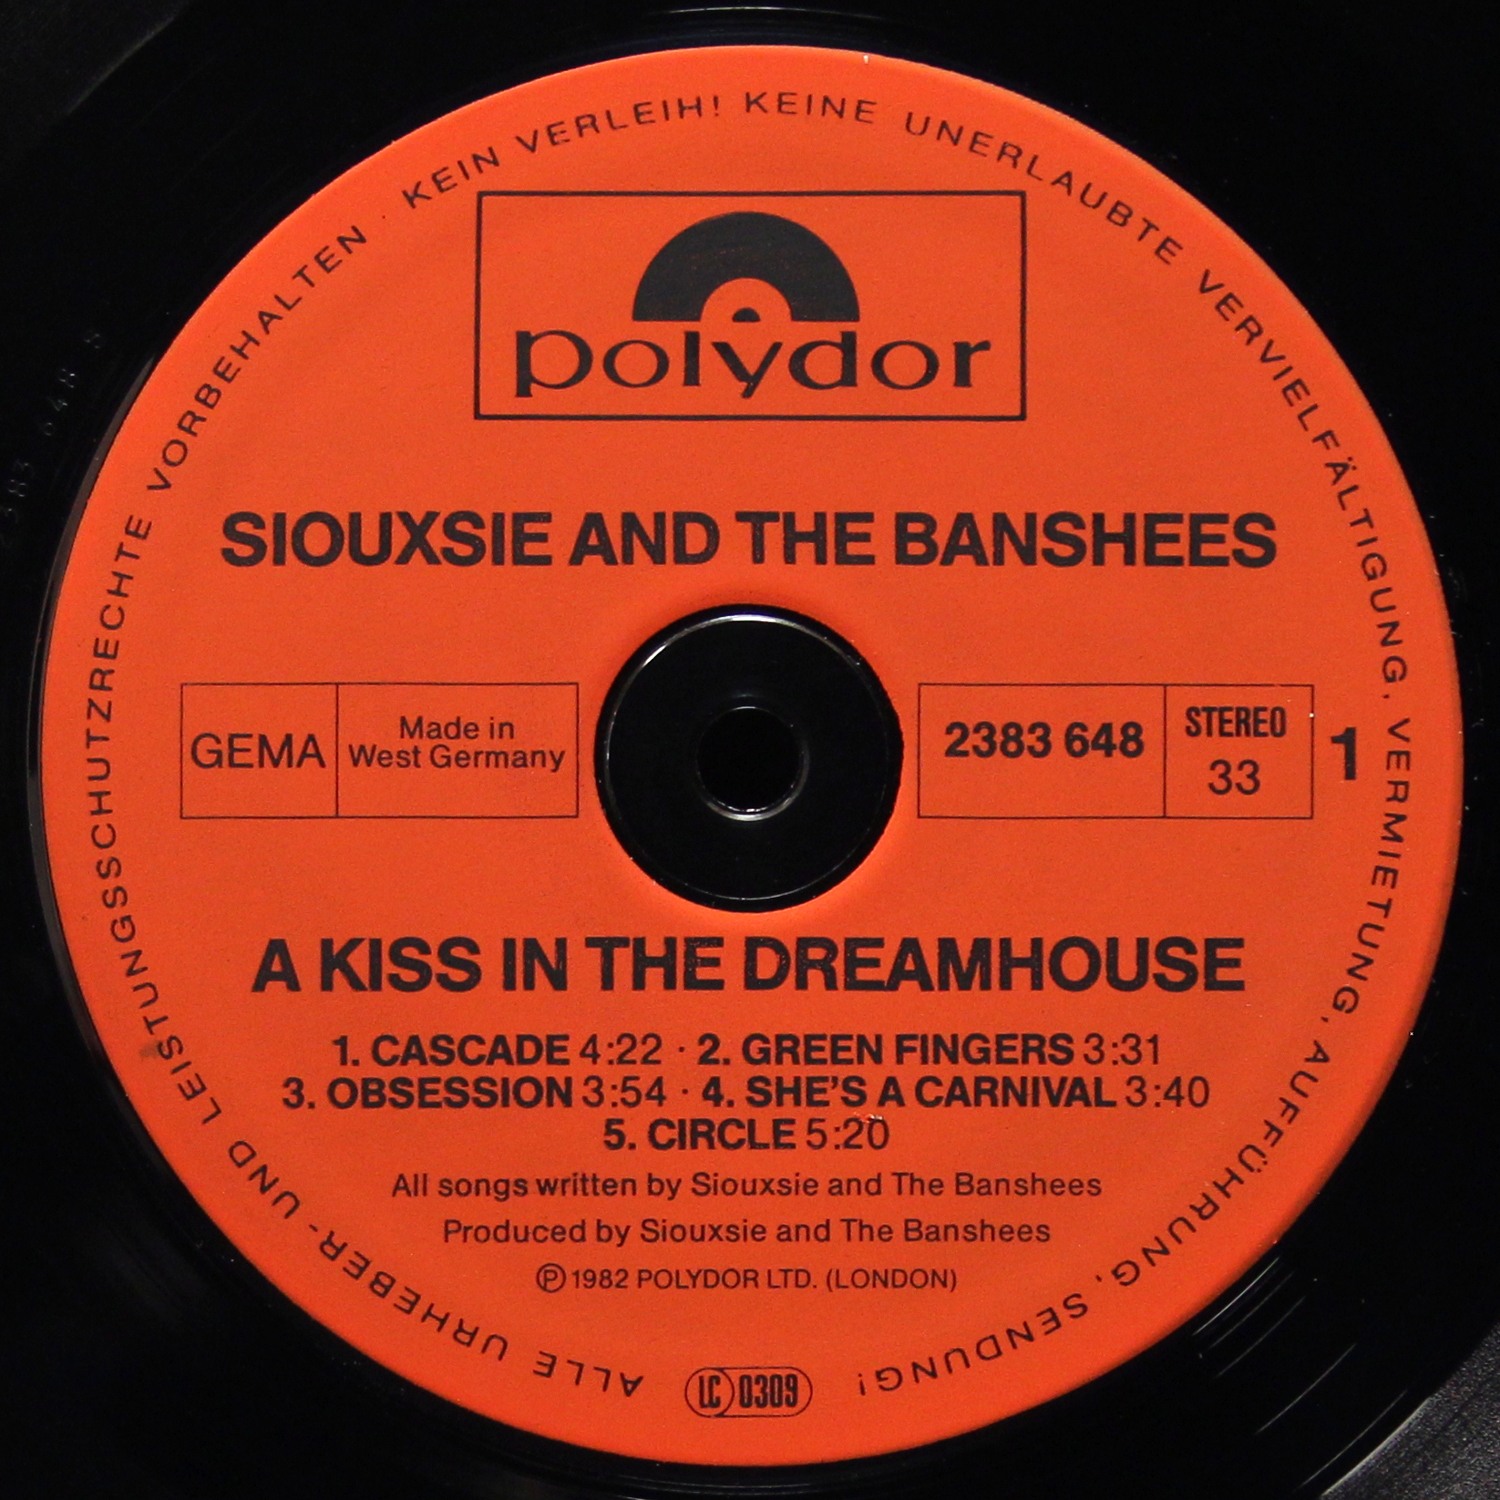 ALLE URHEBER- UND LEISTUNGSSCHUTZRECHTE VORBEHALTEN KEIN VERLEIH! KEINE UNERLAUBTE VERVIELFÄLTIGUNG, VERMIETUNG, AUFFÜHRUNG, SENDUNG!
polydor
SIOUXSIE AND THE BANSHEES
GEMA
Made in
West Germany
2383 648
STEREO
33
1
A KISS IN THE DREAMHOUSE
1. CASCADE 4:22 · 2. GREEN FINGERS 3:31
3. OBSESSION 3:54 · 4. SHE'S A CARNIVAL 3:40
5. CIRCLE 5:20
All songs written by Siouxsie and The Banshees
Produced by Siouxsie and The Banshees
Ⓟ 1982 POLYDOR LTD. (LONDON)
LC 0309